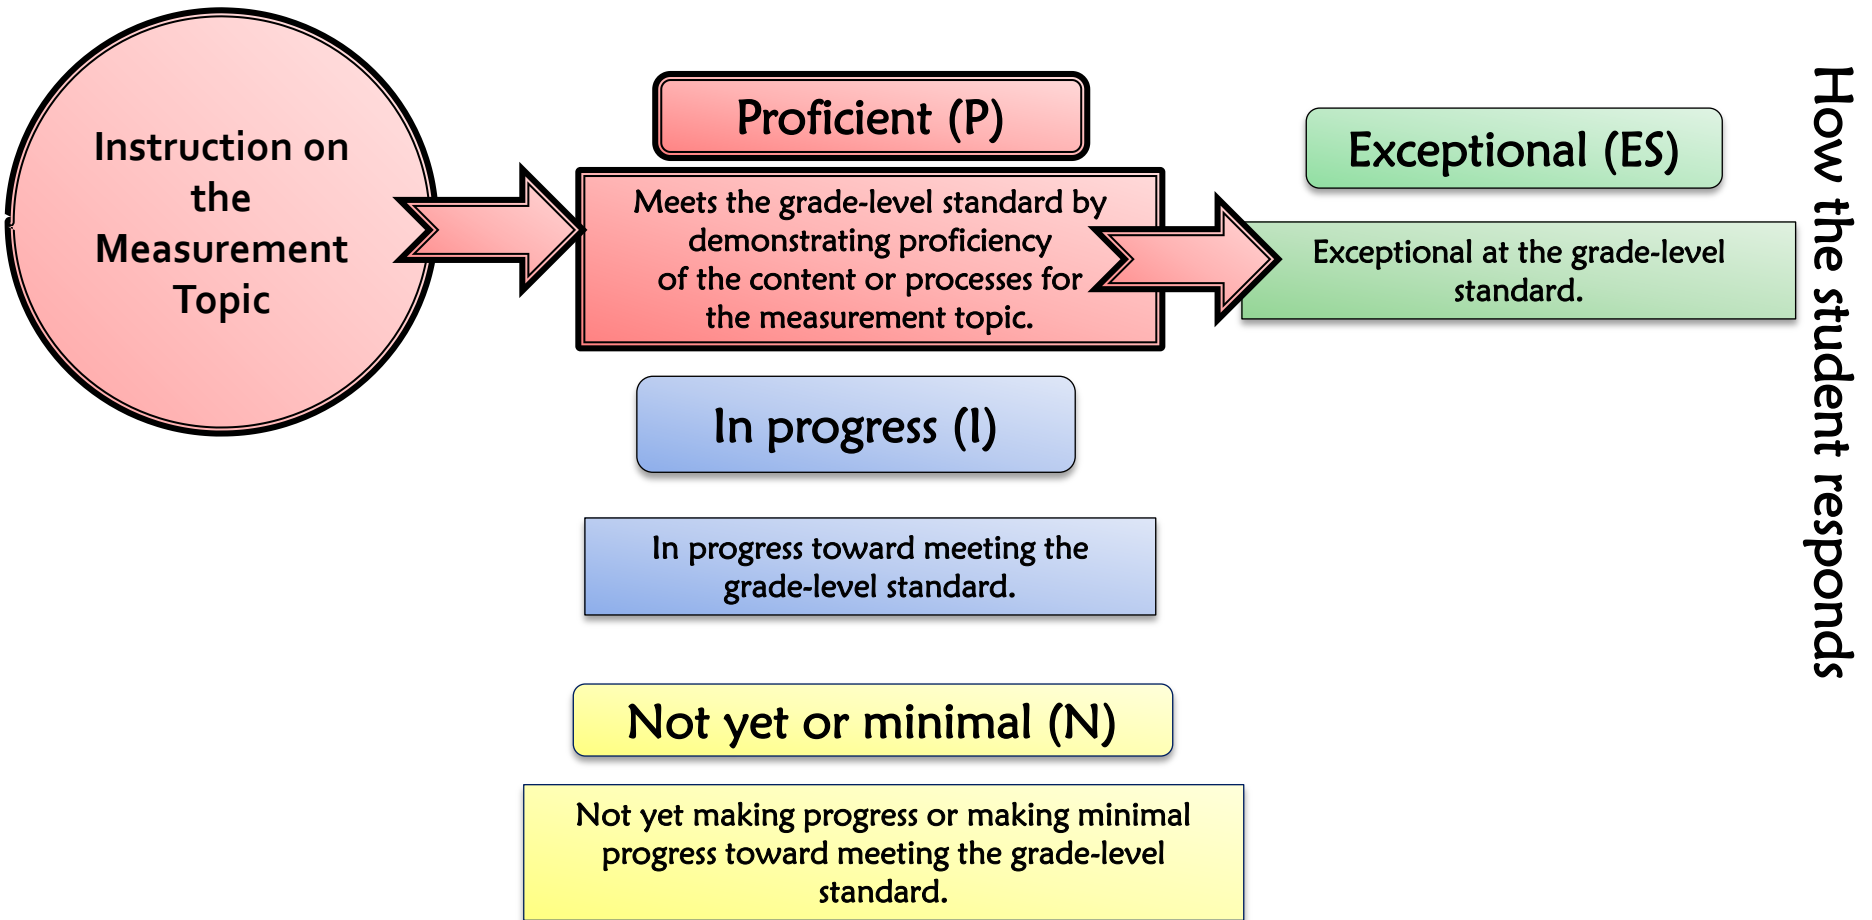 Instruction on
the
Measurement
Topic
Proficient (P)
Meets the grade-level standard by
demonstrating proficiency
of the content or processes for
the measurement topic.
Exceptional (ES)
Exceptional at the grade-level
standard.
In progress (I)
In progress toward meeting the
grade-level standard.
Not yet or minimal (N)
Not yet making progress or making minimal
progress toward meeting the grade-level
standard.
How the student responds